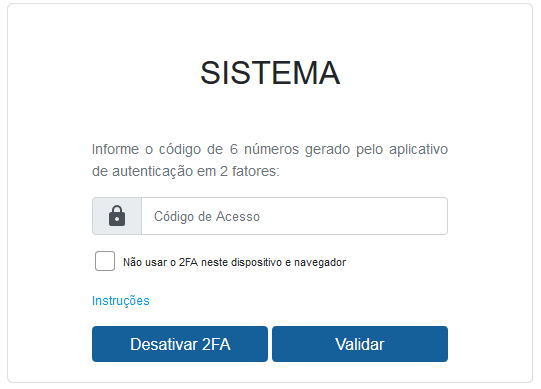 SISTEMA
Informe o código de 6 números gerado pelo aplicativo
de autenticação em 2 fatores:
Código de Acesso
Não usar o 2FA neste dispositivo e navegador
Instruções
Desativar 2FA
Validar